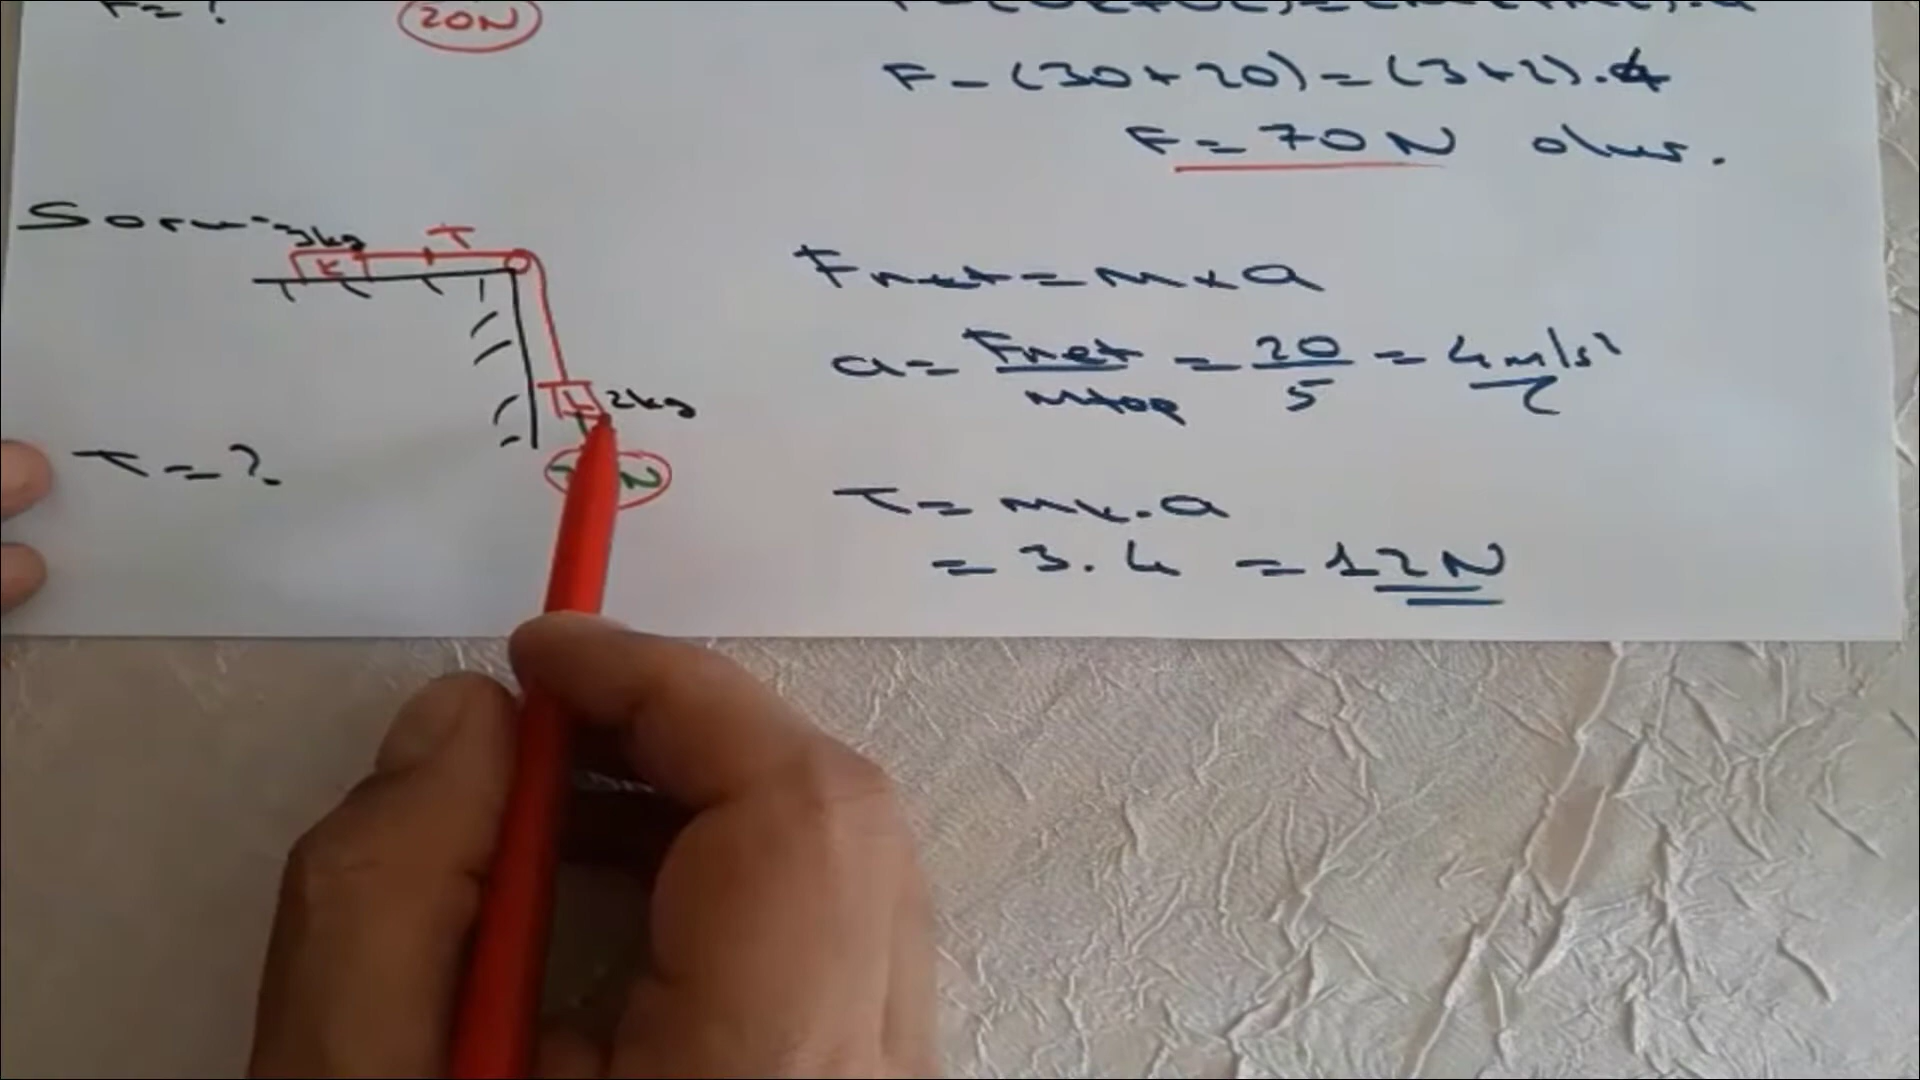 F=?
20N
F-(30+20)=(3+2).4
F=70N olur.
Soru:
3kg
T
K
L 2kg
T=?
N
Fnet=mxa
a=Fnet/mtop=20/5=4m/s²
T=mk.a
=3.4=12N